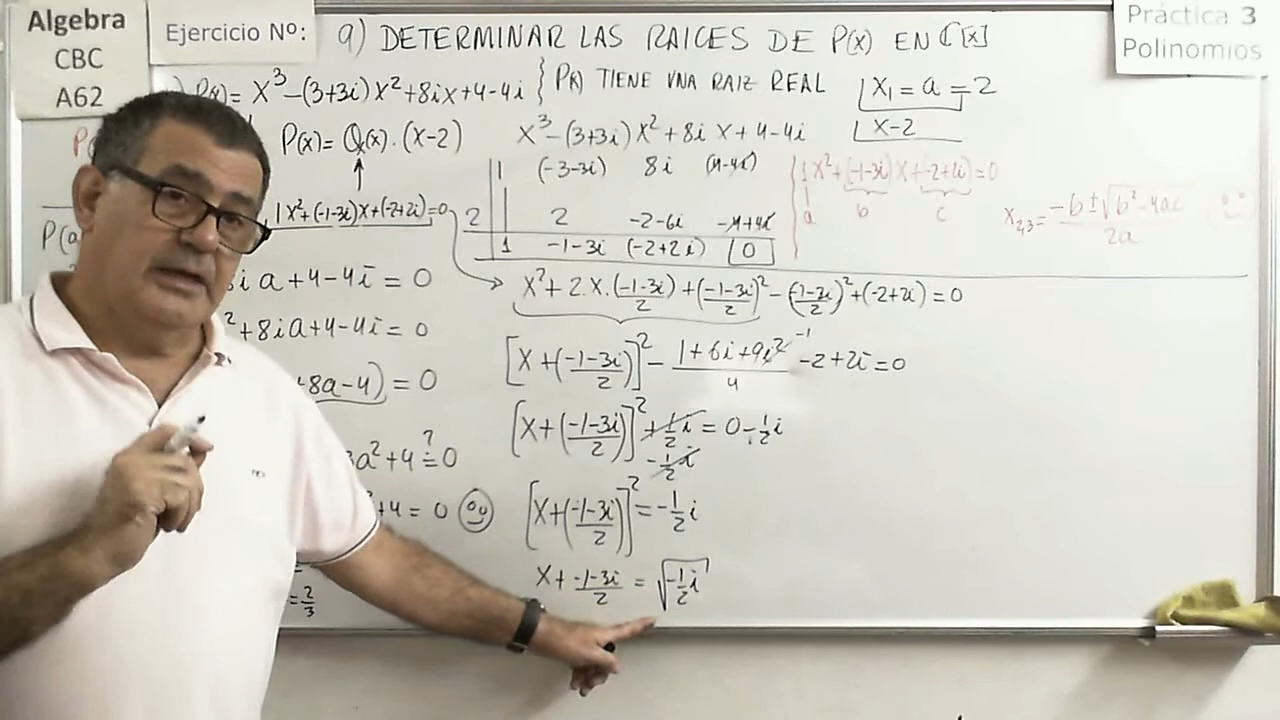 Algebra
CBC
A62
Ejercicio Nº:
9) DETERMINAR LAS RAICES DE P(x) EN ℂ[x]
Práctica 3
Polinomios
P(x)= X³-(3+3i)X²+8ix+4-4i } P(x) TIENE UNA RAIZ REAL
X₁ = a = 2
P(x)= Q(x).(X-2)
X³-(3+3i)X²+8i X+4-4i
X-2
1 (-3-3i) 8i (4-4i)
2 2 -2-6i -4+4i
1 -1-3i (-2+2i) 0
1X²+(-1-3i)X+(-2+2i)=0
1X²+(-1-3i)X+(-2+2i)=0
a b c
X₂,₃= (-b±√(b²-4ac))/2a
P(a
i a+4-4i = 0
²+8ia+4-4i = 0
+8a-4) = 0
3a²+4 ?= 0
²+4 = 0
= 2/3
X²+2.X.(-1-3i)/2+((-1-3i)/2)²-((-1-3i)/2)²+(-2+2i)=0
[X+((-1-3i)/2)]² - (1+6i+9i²)/4 -2+2i=0
-1
[X+((-1-3i)/2)]² +1/2 i = 0-1/2 i
-1/2 i
[X+((-1-3i)/2)]² = -1/2 i
X+(-1-3i)/2 = √(-1/2 i)